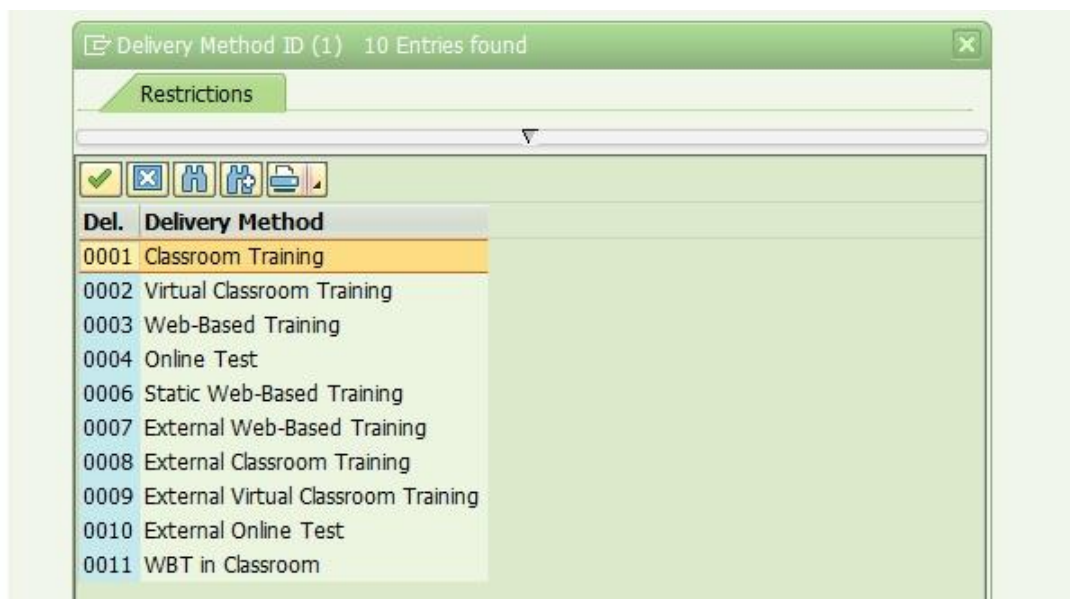 Delivery Method ID (1) 10 Entries found
Restrictions
Del. Delivery Method
0001 Classroom Training
0002 Virtual Classroom Training
0003 Web-Based Training
0004 Online Test
0006 Static Web-Based Training
0007 External Web-Based Training
0008 External Classroom Training
0009 External Virtual Classroom Training
0010 External Online Test
0011 WBT in Classroom